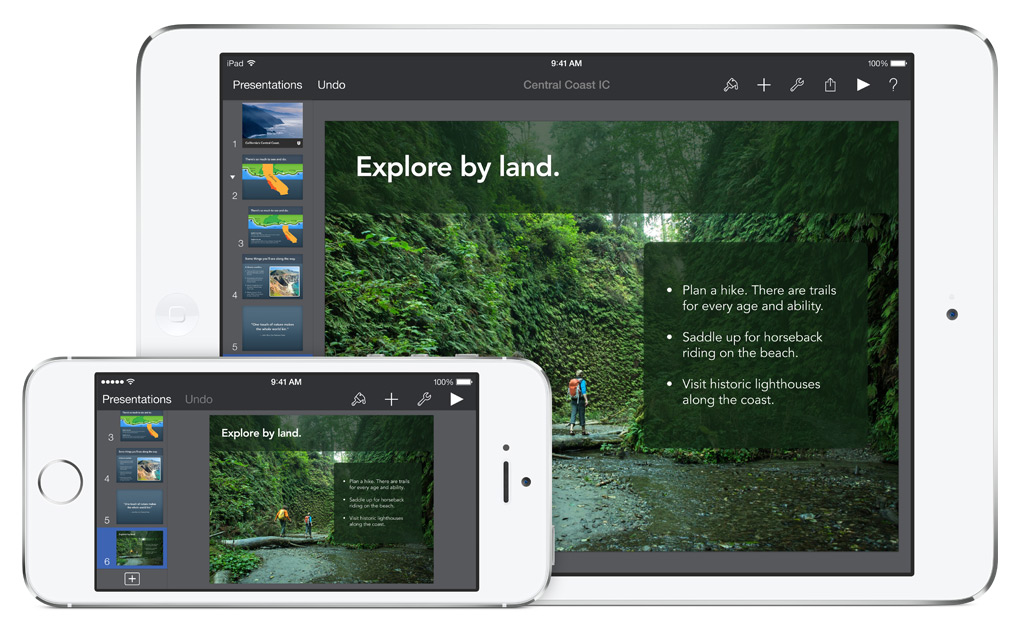 iPad 9:41 AM 100%
Presentations Undo Central Coast IC ?
1 California's Central Coast
There's so much to see and do
2
There's so much to see and do
3
Some things you'll see along the way
4
"One touch of nature makes
the whole world kin."
5
Explore by land.
• Plan a hike. There are trails
for every age and ability.
• Saddle up for horseback
riding on the beach.
• Visit historic lighthouses
along the coast.
9:41 AM 100%
Presentations Undo
3
4
5
6
Explore by land.
• Plan a hike. There are trails
for every age and ability.
• Saddle up for horseback
riding on the beach.
• Visit historic lighthouses
along the coast.